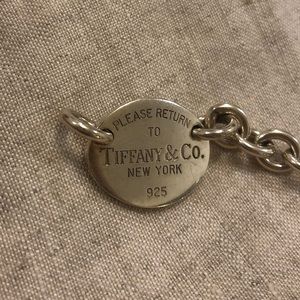 PLEASE RETURN
TO
TIFFANY & CO.
NEW YORK
925